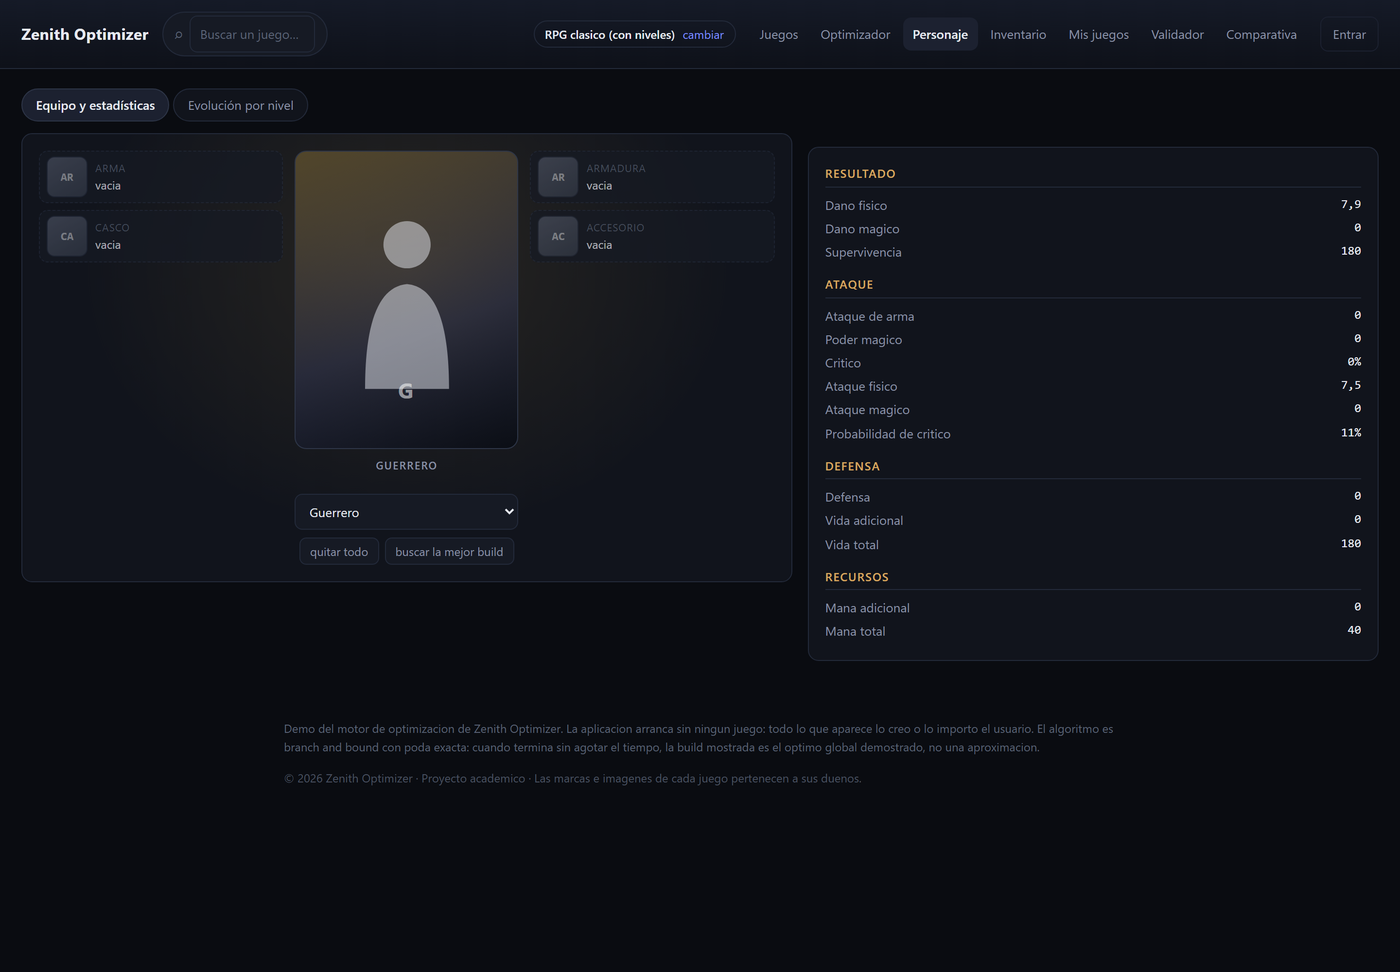 Zenith Optimizer
Buscar un juego...
RPG clasico (con niveles) cambiar
Juegos
Optimizador
Personaje
Inventario
Mis juegos
Validador
Comparativa
Entrar
Equipo y estadísticas
Evolución por nivel
AR
ARMA
vacia
CA
CASCO
vacia
G
GUERRERO
Guerrero
quitar todo
buscar la mejor build
AR
ARMADURA
vacia
AC
ACCESORIO
vacia
RESULTADO
Dano fisico 7,9
Dano magico 0
Supervivencia 180
ATAQUE
Ataque de arma 0
Poder magico 0
Critico 0%
Ataque fisico 7,5
Ataque magico 0
Probabilidad de critico 11%
DEFENSA
Defensa 0
Vida adicional 0
Vida total 180
RECURSOS
Mana adicional 0
Mana total 40
Demo del motor de optimizacion de Zenith Optimizer. La aplicacion arranca sin ningun juego: todo lo que aparece lo creo o lo importo el usuario. El algoritmo es
branch and bound con poda exacta: cuando termina sin agotar el tiempo, la build mostrada es el optimo global demostrado, no una aproximacion.
© 2026 Zenith Optimizer · Proyecto academico · Las marcas e imagenes de cada juego pertenecen a sus duenos.